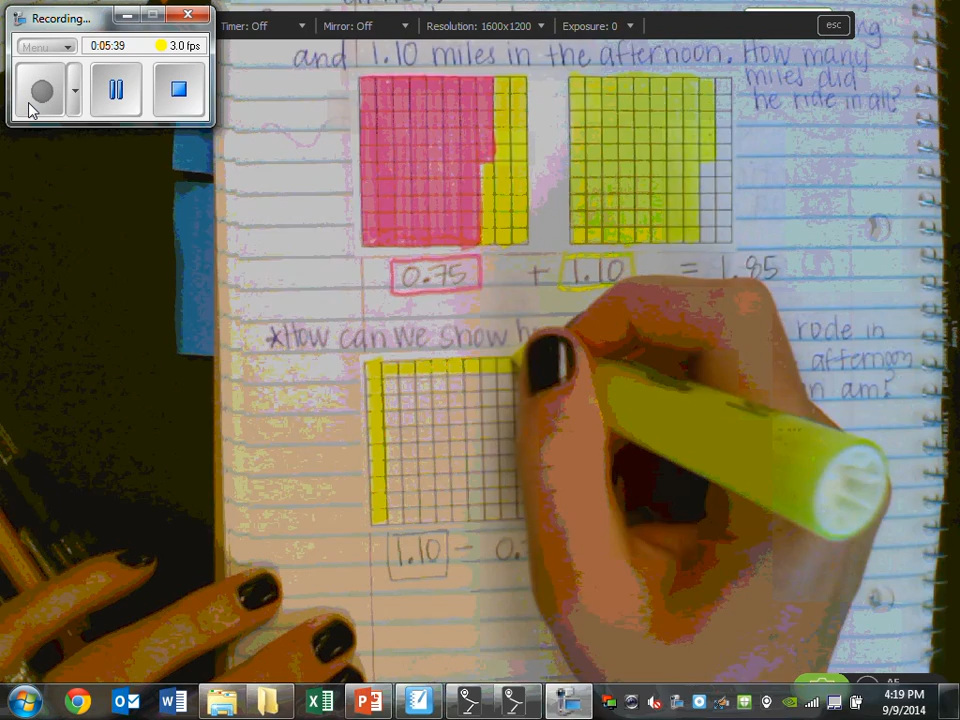 Recording...
Menu
0:05:39
3.0 fps
Timer: Off
Mirror: Off
Resolution: 1600x1200
Exposure: 0
esc
and 1.10 miles in the afternoon. How many
miles did
he ride in all?
0.75 + 1.10 = 1.85
*How can we show rode in
afternoon
am?
1.10 - 0.
4:19 PM
9/9/2014